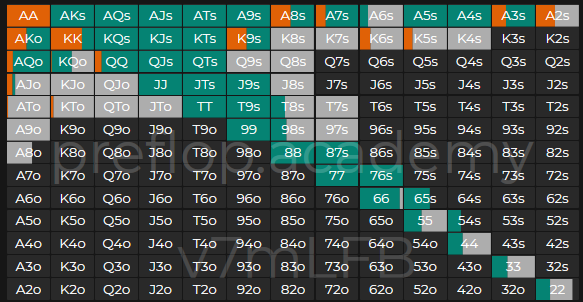 AA AKs AQs AJs ATs A9s A8s A7s A6s A5s A4s A3s A2s
AKo KK KQs KJs KTs K9s K8s K7s K6s K5s K4s K3s K2s
AQo KQo QQ QJs QTs Q9s Q8s Q7s Q6s Q5s Q4s Q3s Q2s
AJo KJo QJo JJ JTs J9s J8s J7s J6s J5s J4s J3s J2s
ATo KTo QTo JTo TT T9s T8s T7s T6s T5s T4s T3s T2s
A9o K9o Q9o J9o T9o 99 98s 97s 96s 95s 94s 93s 92s
A8o K8o Q8o J8o T8o 98o 88 87s 86s 85s 84s 83s 82s
A7o K7o Q7o J7o T7o 97o 87o 77 76s 75s 74s 73s 72s
A6o K6o Q6o J6o T6o 96o 86o 76o 66 65s 64s 63s 62s
A5o K5o Q5o J5o T5o 95o 85o 75o 65o 55 54s 53s 52s
A4o K4o Q4o J4o T4o 94o 84o 74o 64o 54o 44 43s 42s
A3o K3o Q3o J3o T3o 93o 83o 73o 63o 53o 43o 33 32s
A2o K2o Q2o J2o T2o 92o 82o 72o 62o 52o 42o 32o 22
preflop.academy
v7mLFB